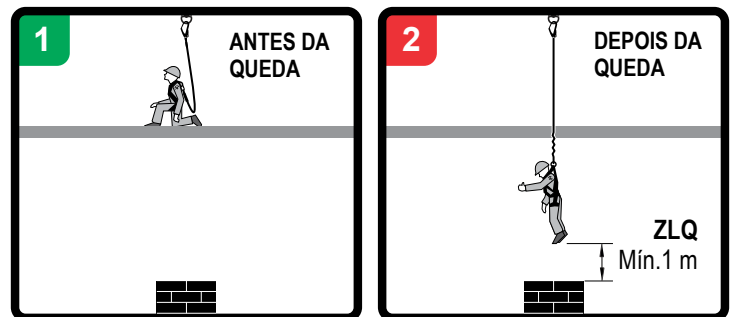 1
ANTES DA
QUEDA
2
DEPOIS DA
QUEDA
ZLQ
Mín.1 m